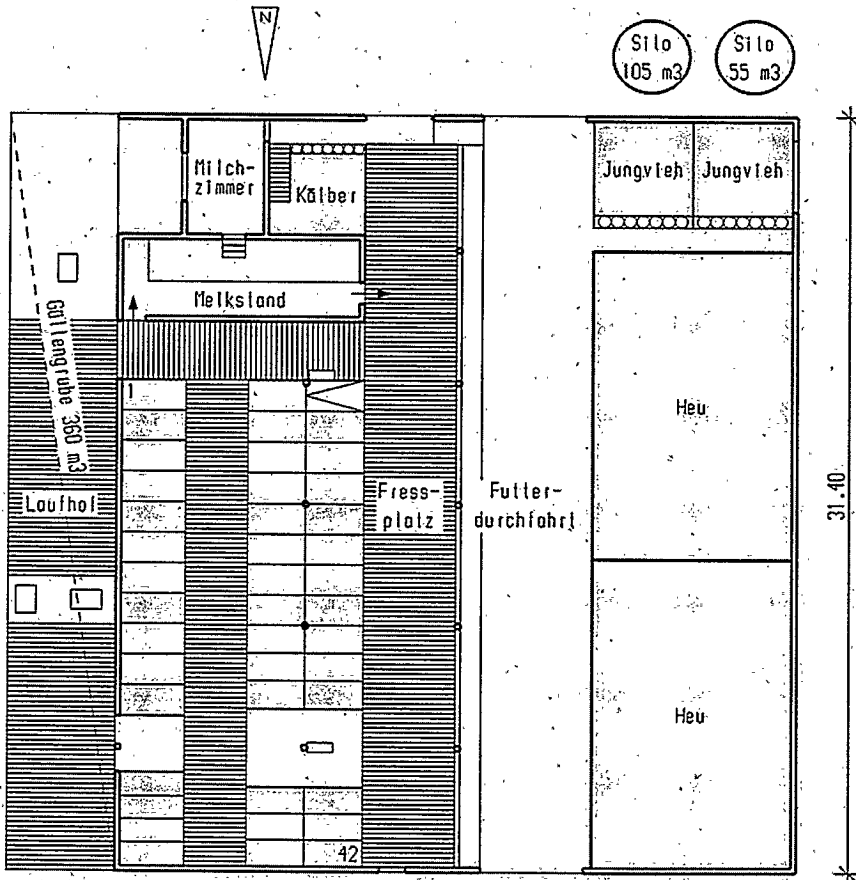 N
Silo
105 m3
Silo
55 m3
Milch-
zimmer
Kälber
Jungvieh
Jungvieh
Melkstand
Güllengrube 360 m3
1
Heu
Laufhof
Fress-
platz
Futter-
durchfahrt
31.40
Heu
42